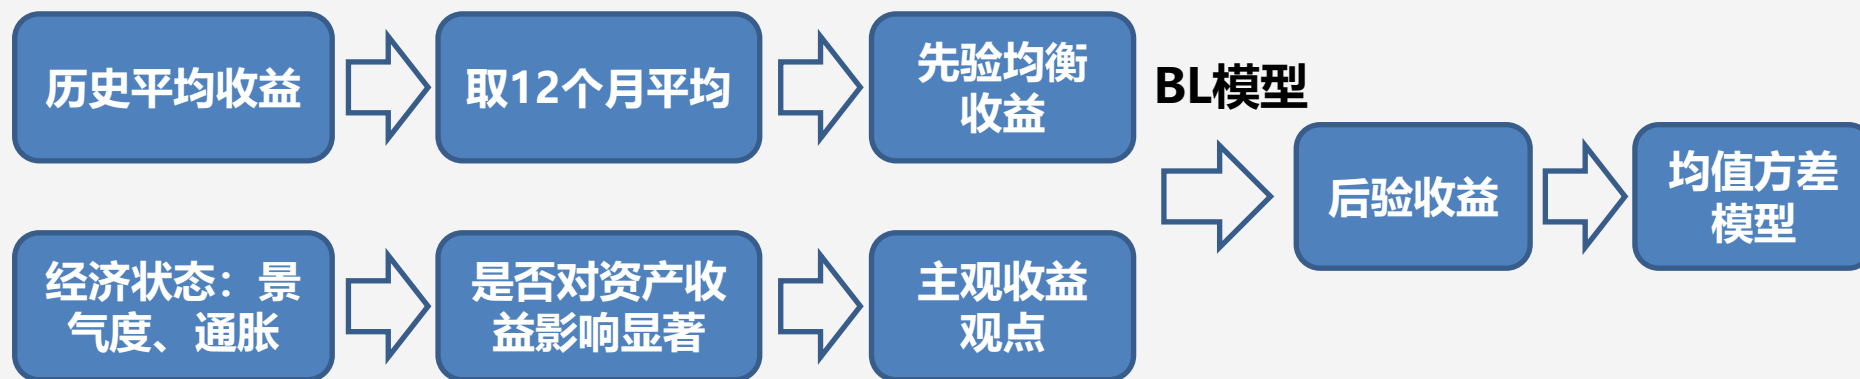 历史平均收益
取12个月平均
先验均衡
收益
BL模型
后验收益
均值方差
模型
经济状态：景
气度、通胀
是否对资产收
益影响显著
主观收益
观点